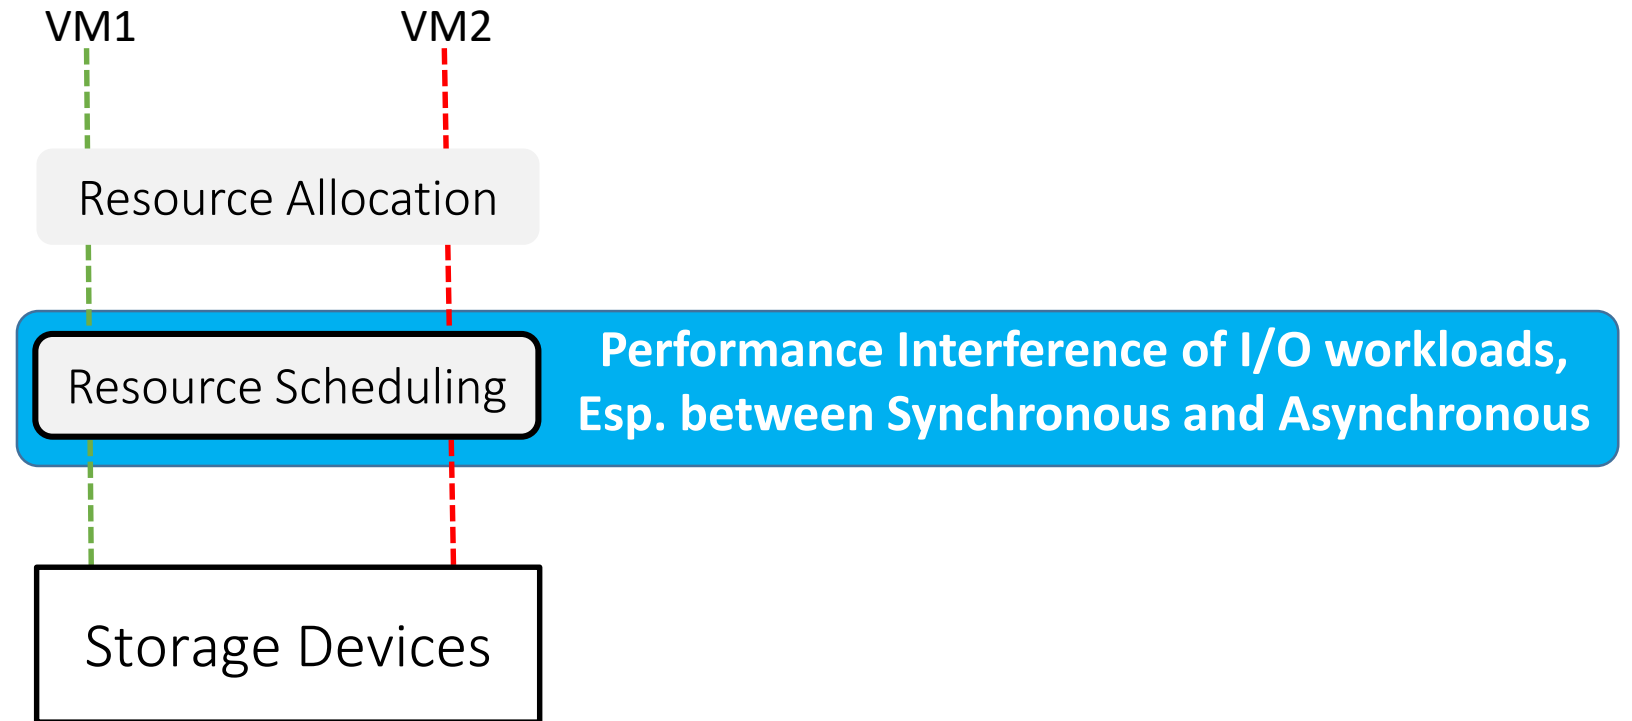 VM1 VM2
Resource Allocation
Resource Scheduling
Performance Interference of I/O workloads,
Esp. between Synchronous and Asynchronous
Storage Devices